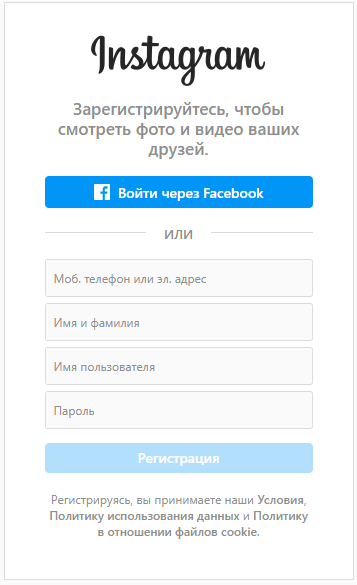 Instagram
Зарегистрируйтесь, чтобы
смотреть фото и видео ваших
друзей.
Войти через Facebook
ИЛИ
Моб. телефон или эл. адрес
Имя и фамилия
Имя пользователя
Пароль
Регистрация
Регистрируясь, вы принимаете наши Условия,
Политику использования данных и Политику
в отношении файлов cookie.